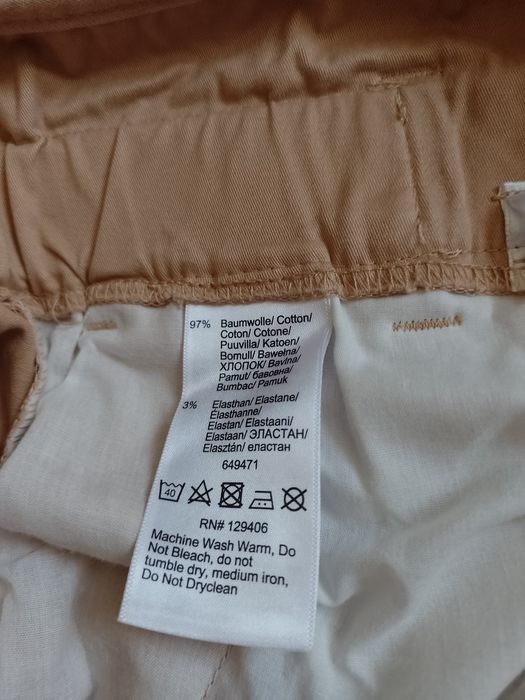 97% Baumwolle/ Cotton/
Coton/ Cotone/
Puuvilla/ Katoen/
Bomull/ Bawełna/
ХЛОПОК/ Bavlna/
Pamut/ бавовна/
Bumbac/ Pamuk
3% Elasthan/ Elastane/
Élasthanne/
Elastan/ Elastaani/
Elastaan/ ЭЛАСТАН/
Elasztán/ еластан
649471
40
RN# 129406
Machine Wash Warm, Do
Not Bleach, do not
tumble dry, medium iron,
Do Not Dryclean